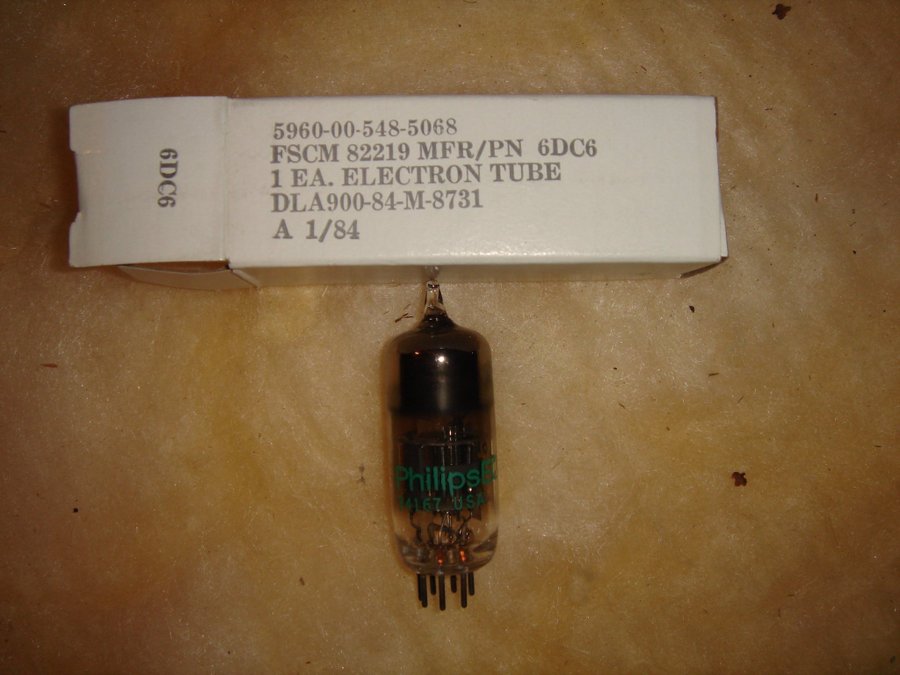 5960-00-548-5068
FSCM 82219 MFR/PN 6DC6
1 EA. ELECTRON TUBE
DLA900-84-M-8731
A 1/84
6DC6
Philips
USA